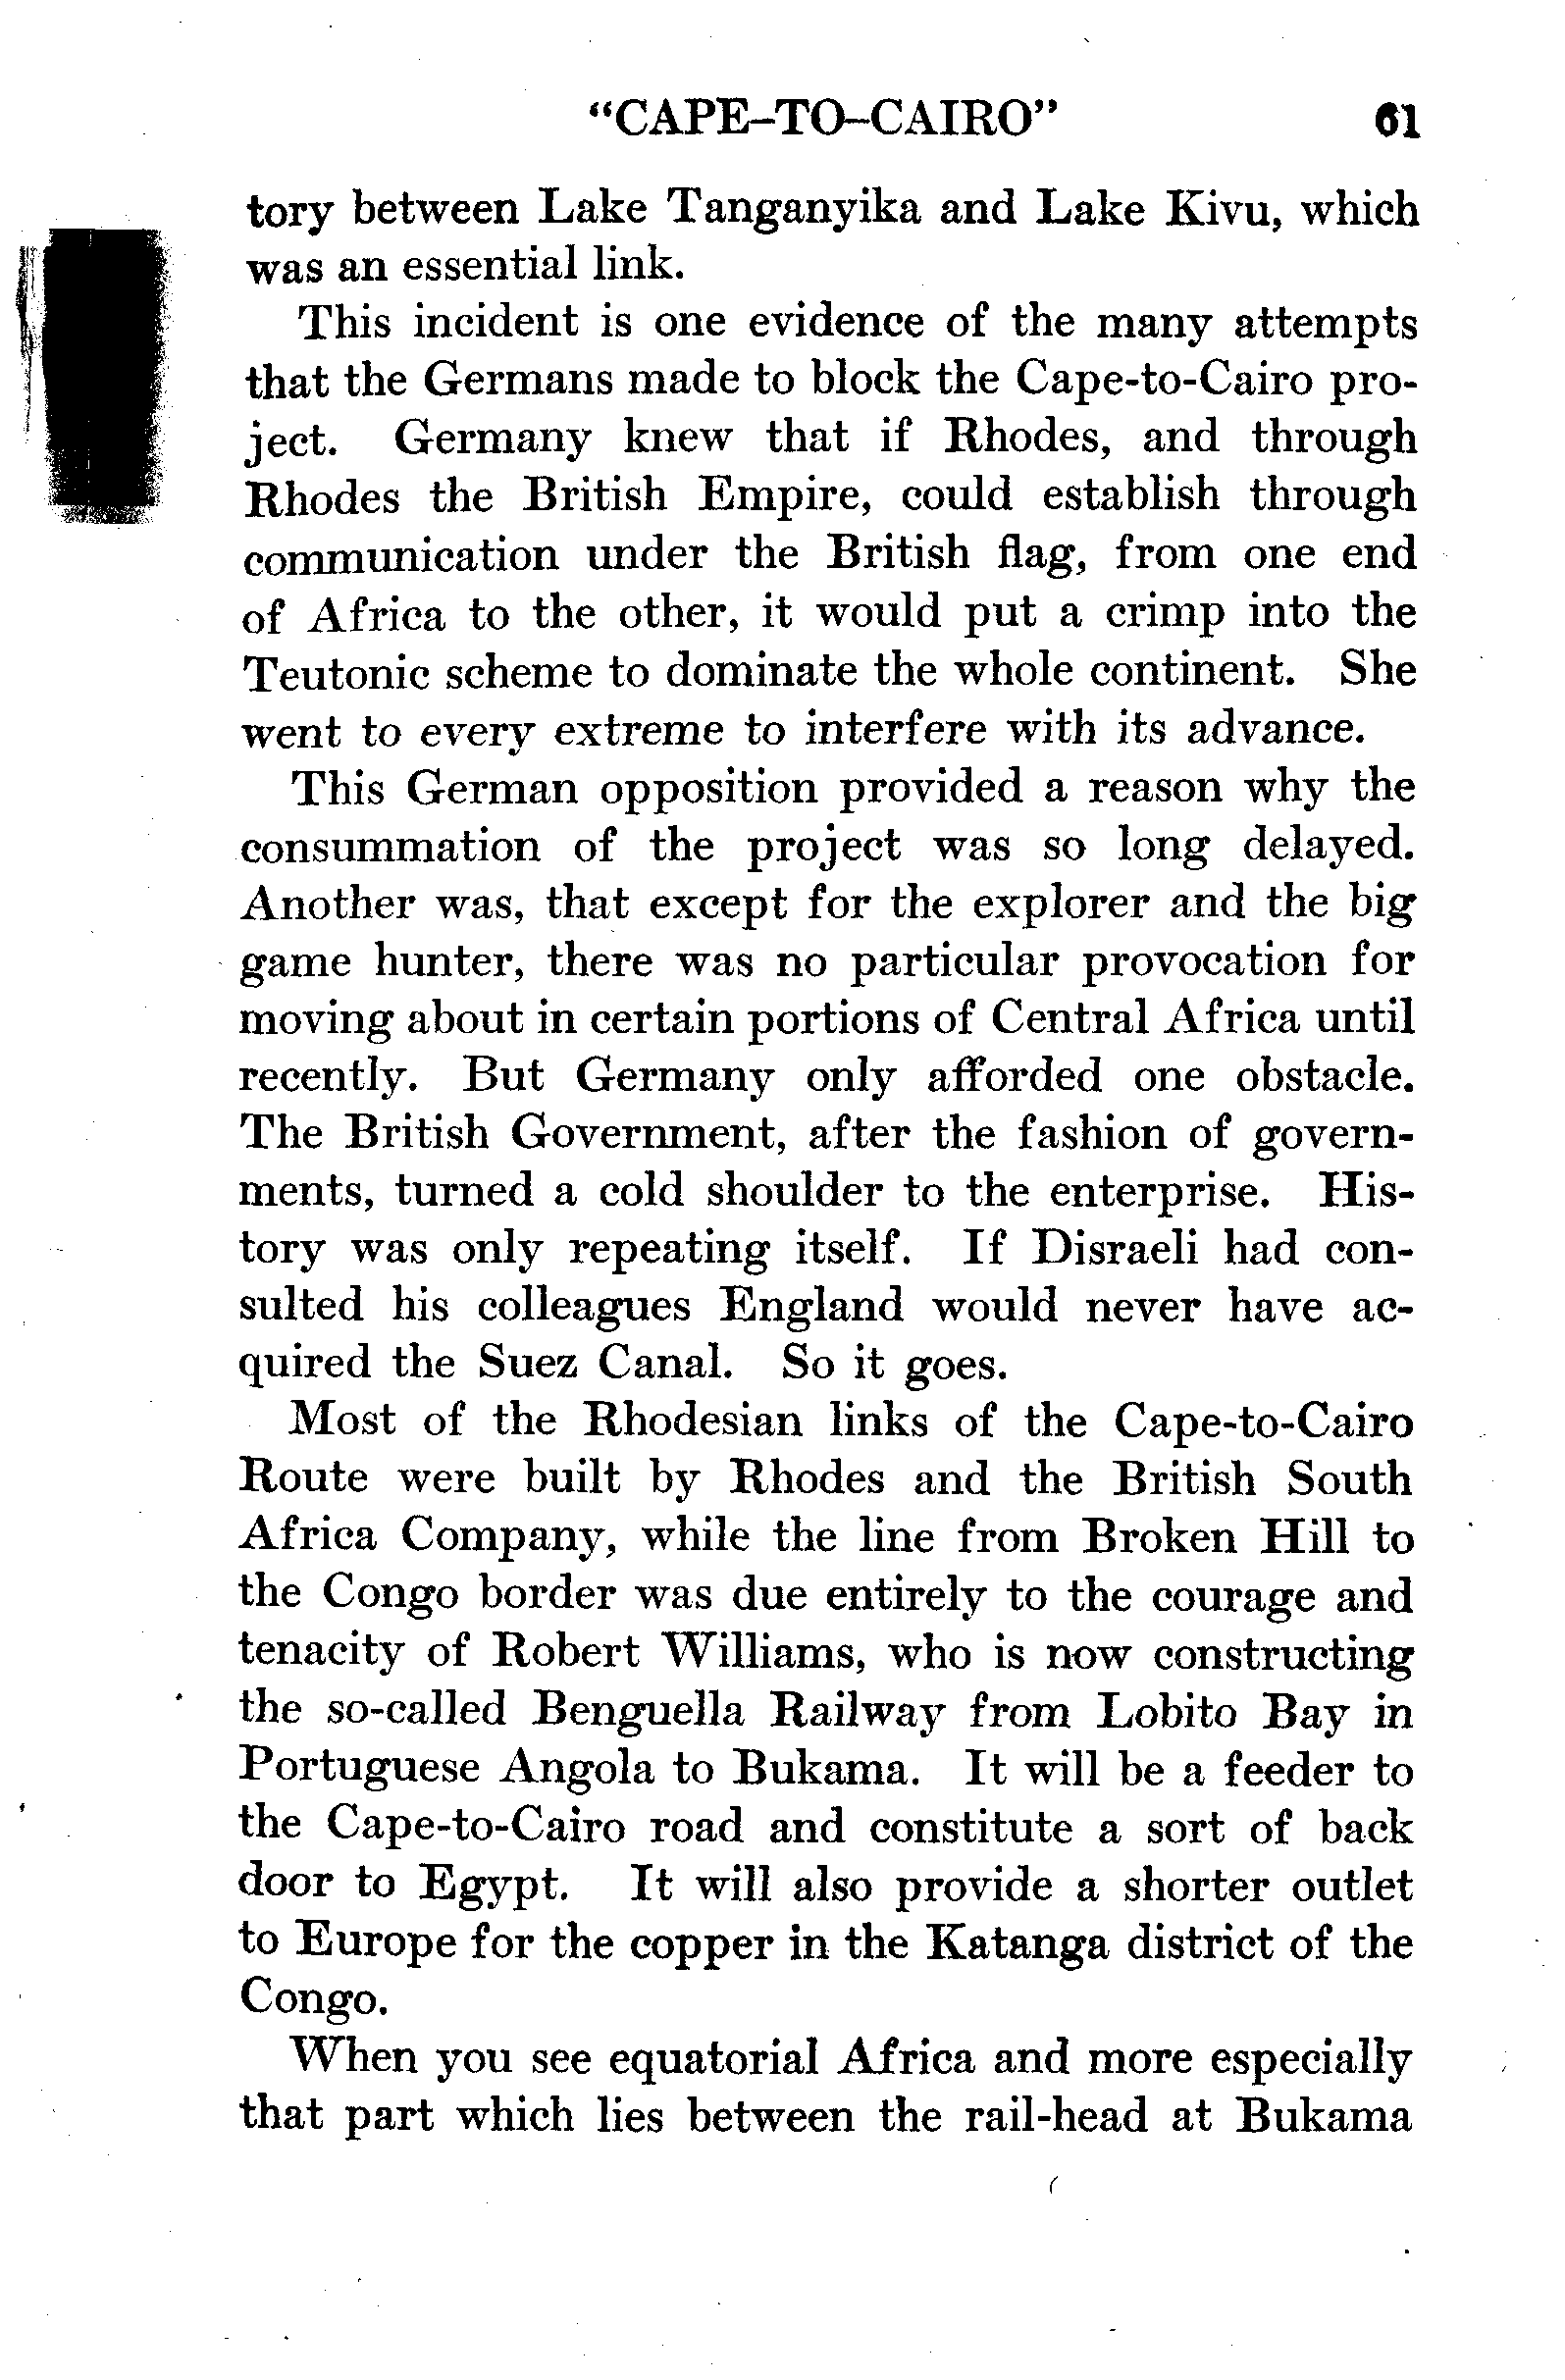 "CAPE-TO-CAIRO" 61
tory between Lake Tanganyika and Lake Kivu, which
was an essential link.
This incident is one evidence of the many attempts
that the Germans made to block the Cape-to-Cairo pro-
ject. Germany knew that if Rhodes, and through
Rhodes the British Empire, could establish through
communication under the British flag, from one end
of Africa to the other, it would put a crimp into the
Teutonic scheme to dominate the whole continent. She
went to every extreme to interfere with its advance.
This German opposition provided a reason why the
consummation of the project was so long delayed.
Another was, that except for the explorer and the big
game hunter, there was no particular provocation for
moving about in certain portions of Central Africa until
recently. But Germany only afforded one obstacle.
The British Government, after the fashion of govern-
ments, turned a cold shoulder to the enterprise. His-
tory was only repeating itself. If Disraeli had con-
sulted his colleagues England would never have ac-
quired the Suez Canal. So it goes.
Most of the Rhodesian links of the Cape-to-Cairo
Route were built by Rhodes and the British South
Africa Company, while the line from Broken Hill to
the Congo border was due entirely to the courage and
tenacity of Robert Williams, who is now constructing
the so-called Benguella Railway from Lobito Bay in
Portuguese Angola to Bukama. It will be a feeder to
the Cape-to-Cairo road and constitute a sort of back
door to Egypt. It will also provide a shorter outlet
to Europe for the copper in the Katanga district of the
Congo.
When you see equatorial Africa and more especially
that part which lies between the rail-head at Bukama